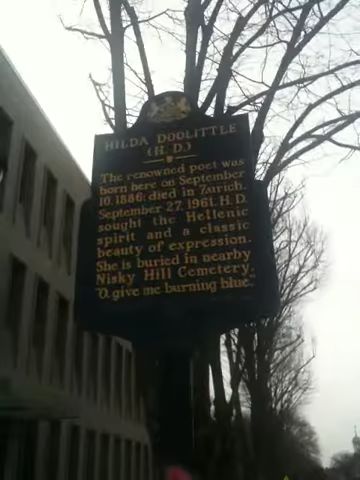 HILDA DOOLITTLE
(H. D.)
The renowned poet was
born here on September
10, 1886; died in Zurich,
September 27, 1961. H. D.
sought the Hellenic
spirit and a classic
beauty of expression.
She is buried in nearby
Nisky Hill Cemetery.
"O, give me burning blue."